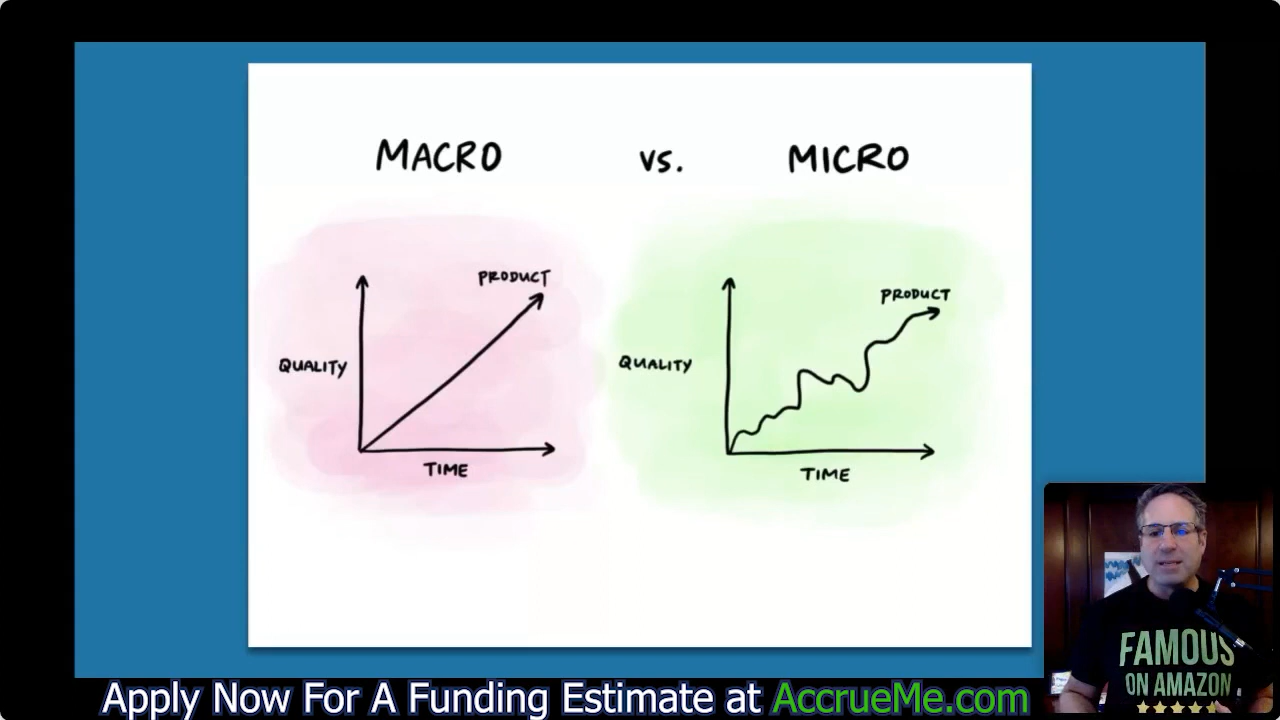 MACRO vs. MICRO
PRODUCT
QUALITY
TIME
PRODUCT
QUALITY
TIME
FAMOUS
ON AMAZON
Apply Now For A Funding Estimate at AccrueMe.com